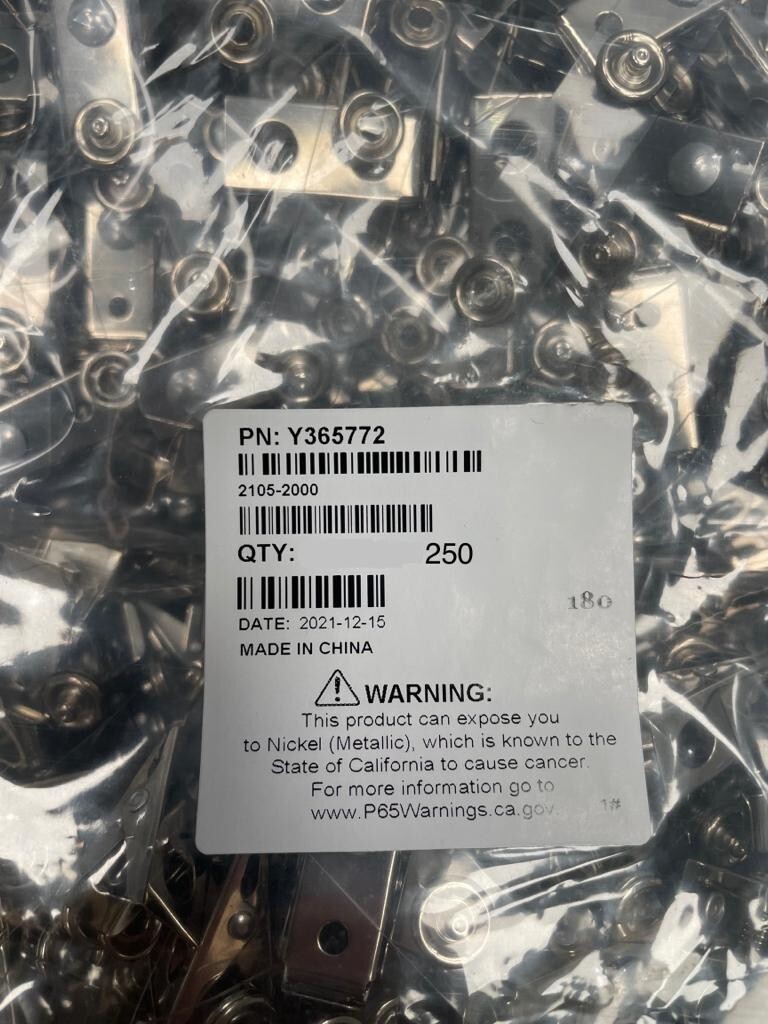 PN: Y365772
2105-2000
QTY: 250
180
DATE: 2021-12-15
MADE IN CHINA
WARNING:
This product can expose you
to Nickel (Metallic), which is known to the
State of California to cause cancer.
For more information go to
www.P65Warnings.ca.gov.
1#